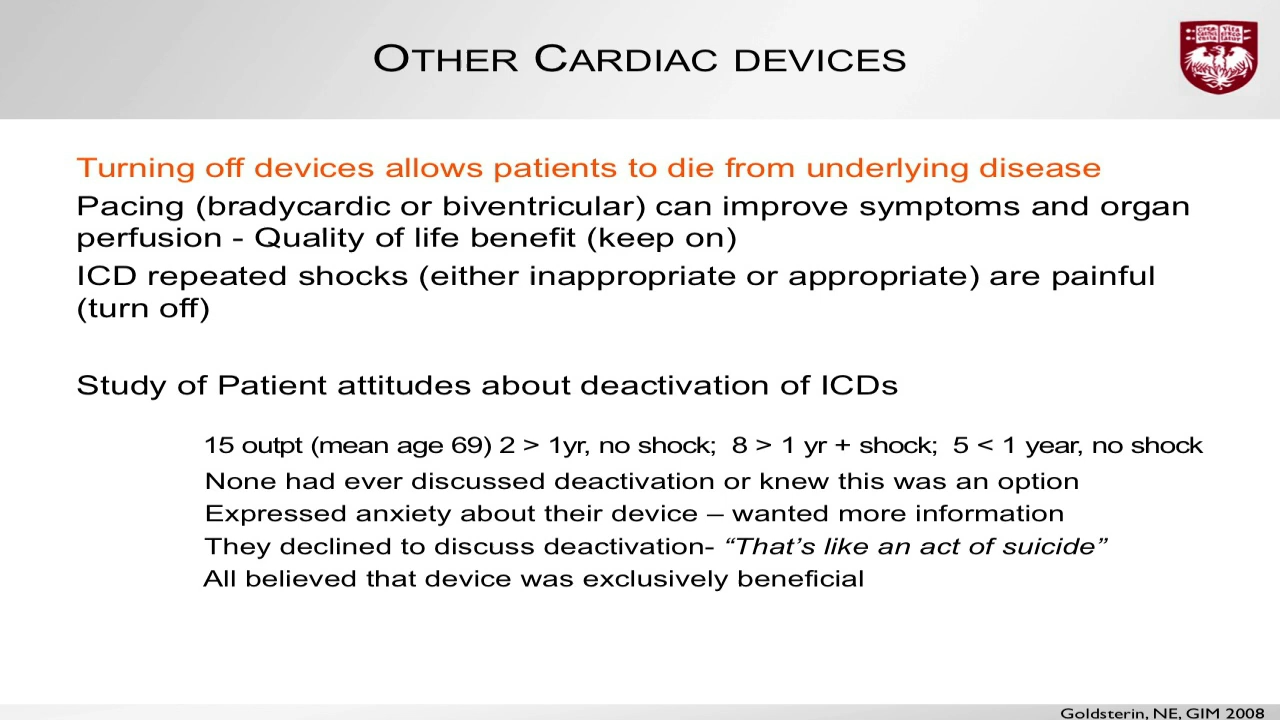 OTHER CARDIAC DEVICES
Turning off devices allows patients to die from underlying disease
Pacing (bradycardic or biventricular) can improve symptoms and organ
perfusion - Quality of life benefit (keep on)
ICD repeated shocks (either inappropriate or appropriate) are painful
(turn off)
Study of Patient attitudes about deactivation of ICDs
15 outpt (mean age 69) 2 > 1yr, no shock;  8 > 1 yr + shock;  5 < 1 year, no shock
None had ever discussed deactivation or knew this was an option
Expressed anxiety about their device – wanted more information
They declined to discuss deactivation- “That’s like an act of suicide”
All believed that device was exclusively beneficial
Goldsterin, NE, GIM 2008